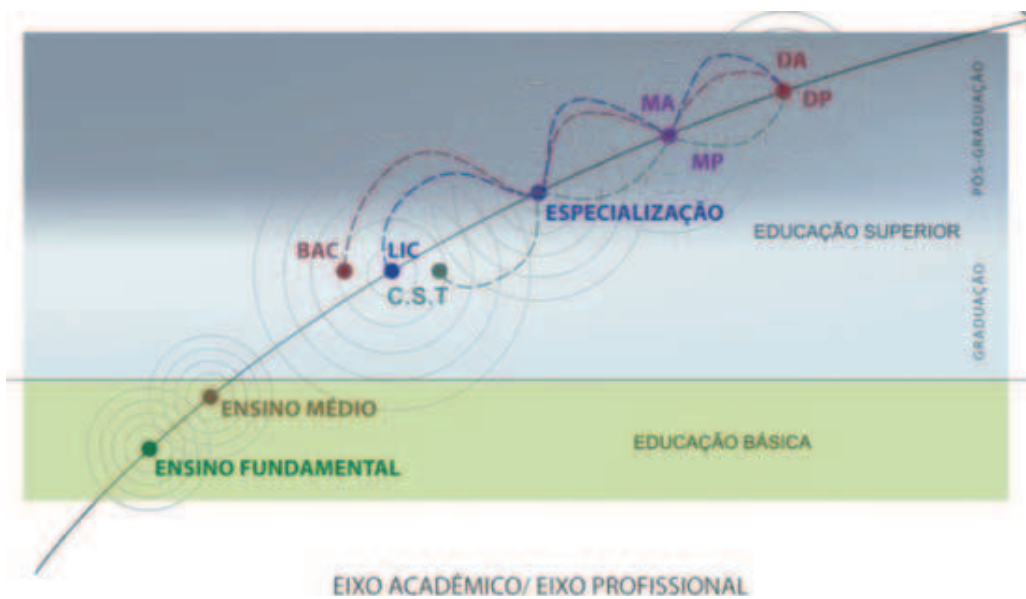 DA
DP
MA
MP
PÓS-GRADUAÇÃO
ESPECIALIZAÇÃO
EDUCAÇÃO SUPERIOR
BAC
LIC
C.S.T
GRADUAÇÃO
ENSINO MÉDIO
EDUCAÇÃO BÁSICA
ENSINO FUNDAMENTAL
EIXO ACADÊMICO/ EIXO PROFISSIONAL